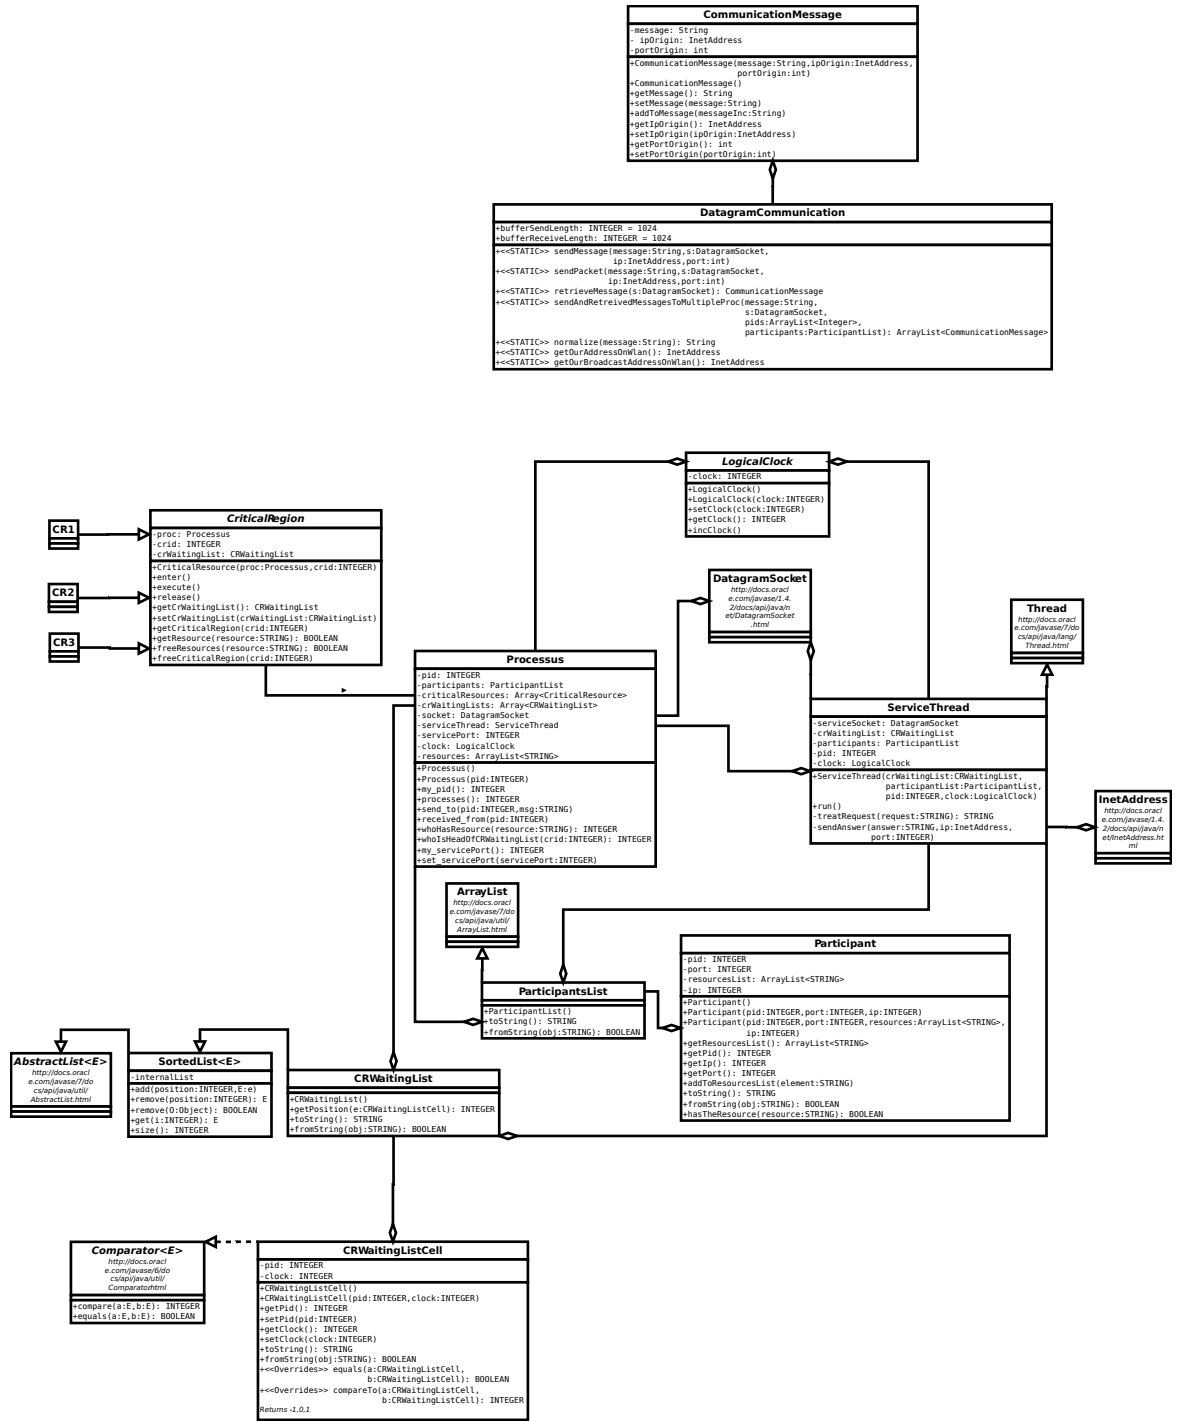 CommunicationMessage
-message: String
- ipOrigin: InetAddress
-portOrigin: int
+CommunicationMessage(message:String,ipOrigin:InetAddress,
portOrigin:int)
+CommunicationMessage()
+getMessage(): String
+setMessage(message:String)
+addToMessage(messageInc:String)
+getIpOrigin(): InetAddress
+setIpOrigin(ipOrigin:InetAddress)
+getPortOrigin(): int
+setPortOrigin(portOrigin:int)
DatagramCommunication
+bufferSendLength: INTEGER = 1024
+bufferReceiveLength: INTEGER = 1024
+<<STATIC>> sendMessage(message:String,s:DatagramSocket,
ip:InetAddress,port:int)
+<<STATIC>> sendPacket(message:String,s:DatagramSocket,
ip:InetAddress,port:int)
+<<STATIC>> retrieveMessage(s:DatagramSocket): CommunicationMessage
+<<STATIC>> sendAndRetreivedMessagesToMultipleProc(message:String,
s:DatagramSocket,
pids:ArrayList<Integer>,
participants:ParticipantList): ArrayList<CommunicationMessage>
+<<STATIC>> normalize(message:String): String
+<<STATIC>> getOurAddressOnWlan(): InetAddress
+<<STATIC>> getOurBroadcastAddressOnWlan(): InetAddress
LogicalClock
-clock: INTEGER
+LogicalClock()
+LogicalClock(clock:INTEGER)
+setClock(clock:INTEGER)
+getClock(): INTEGER
+incClock()
CR1
CR2
CR3
CriticalRegion
-proc: Processus
-crid: INTEGER
-crWaitingList: CRWaitingList
+CriticalResource(proc:Processus,crid:INTEGER)
+enter()
+execute()
+release()
+getCrWaitingList(): CRWaitingList
+setCrWaitingList(crWaitingList:CRWaitingList)
+getCriticalRegion(crid:INTEGER)
+getResource(resource:STRING): BOOLEAN
+freeResources(resource:STRING): BOOLEAN
+freeCriticalRegion(crid:INTEGER)
DatagramSocket
http://docs.oracl
e.com/javase/1.4.
2/docs/api/java/n
et/DatagramSocket
.html
Thread
http://docs.oracl
e.com/javase/7/do
cs/api/java/lang/
Thread.html
Processus
-pid: INTEGER
-participants: ParticipantList
-criticalResources: Array<CriticalResource>
-crWaitingLists: Array<CRWaitingList>
-socket: DatagramSocket
-serviceThread: ServiceThread
-servicePort: INTEGER
-clock: LogicalClock
-resources: ArrayList<STRING>
+Processus()
+Processus(pid:INTEGER)
+my_pid(): INTEGER
+processes(): INTEGER
+send_to(pid:INTEGER,msg:STRING)
+received_from(pid:INTEGER)
+whoHasResource(resource:STRING): INTEGER
+whoIsHeadOfCRWaitingList(crid:INTEGER): INTEGER
+my_servicePort(): INTEGER
+set_servicePort(servicePort:INTEGER)
ServiceThread
-serviceSocket: DatagramSocket
-crWaitingList: CRWaitingList
-participants: ParticipantList
-pid: INTEGER
-clock: LogicalClock
+ServiceThread(crWaitingList:CRWaitingList,
participantList:ParticipantList,
pid:INTEGER,clock:LogicalClock)
+run()
-treatRequest(request:STRING): STRING
-sendAnswer(answer:STRING,ip:InetAddress,
port:INTEGER)
InetAddress
http://docs.oracl
e.com/javase/1.4.
2/docs/api/java/n
et/InetAddress.ht
ml
ArrayList
http://docs.oracl
e.com/javase/7/do
cs/api/java/util/
ArrayList.html
ParticipantsList
+ParticipantList()
+toString(): STRING
+fromString(obj:STRING): BOOLEAN
Participant
-pid: INTEGER
-port: INTEGER
-resourcesList: ArrayList<STRING>
-ip: INTEGER
+Participant()
+Participant(pid:INTEGER,port:INTEGER,ip:INTEGER)
+Participant(pid:INTEGER,port:INTEGER,resources:ArrayList<STRING>,
ip:INTEGER)
+getResourcesList(): ArrayList<STRING>
+getPid(): INTEGER
+getIp(): INTEGER
+getPort(): INTEGER
+addToResourcesList(element:STRING)
+toString(): STRING
+fromString(obj:STRING): BOOLEAN
+hasTheResource(resource:STRING): BOOLEAN
AbstractList<E>
http://docs.oracl
e.com/javase/7/do
cs/api/java/util/
AbstractList.html
SortedList<E>
-internalList
+add(position:INTEGER,E:e)
+remove(position:INTEGER): E
+remove(O:Object): BOOLEAN
+get(i:INTEGER): E
+size(): INTEGER
CRWaitingList
+CRWaitingList()
+getPosition(e:CRWaitingListCell): INTEGER
+toString(): STRING
+fromString(obj:STRING): BOOLEAN
Comparator<E>
http://docs.oracl
e.com/javase/6/do
cs/api/java/util/
Comparatorhtml
+compare(a:E,b:E): INTEGER
+equals(a:E,b:E): BOOLEAN
CRWaitingListCell
-pid: INTEGER
-clock: INTEGER
+CRWaitingListCell()
+CRWaitingListCell(pid:INTEGER,clock:INTEGER)
+getPid(): INTEGER
+setPid(pid:INTEGER)
+getClock(): INTEGER
+setClock(clock:INTEGER)
+toString(): STRING
+fromString(obj:STRING): BOOLEAN
+<<Overrides>> equals(a:CRWaitingListCell,
b:CRWaitingListCell): BOOLEAN
+<<Overrides>> compareTo(a:CRWaitingListCell,
b:CRWaitingListCell): INTEGER
Returns -1,0,1